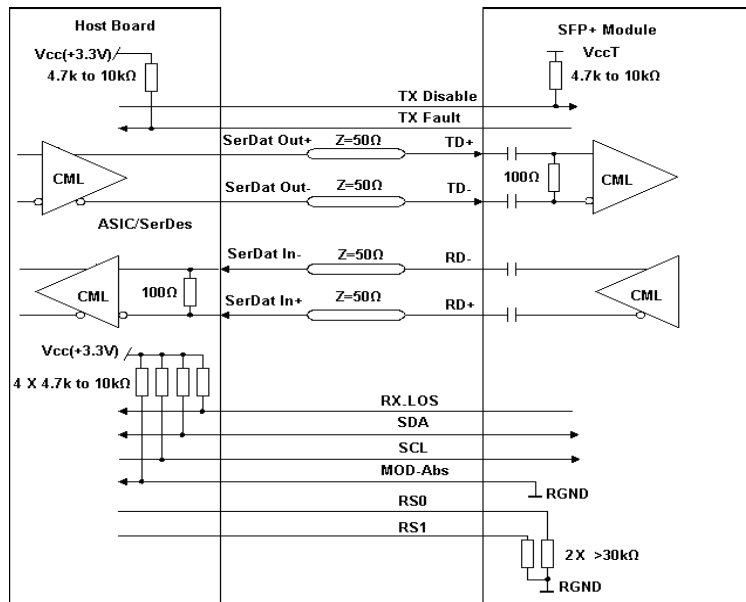 Host Board
SFP+ Module
Vcc(+3.3V)
4.7k to 10kΩ
VccT
4.7k to 10kΩ
TX Disable
TX Fault
SerDat Out+
Z=50Ω
TD+
CML
100Ω
CML
SerDat Out-
Z=50Ω
TD-
ASIC/SerDes
SerDat In-
Z=50Ω
RD-
CML
100Ω
CML
SerDat In+
Z=50Ω
RD+
Vcc(+3.3V)
4 X 4.7k to 10kΩ
RX_LOS
SDA
SCL
MOD-Abs
RGND
RS0
RS1
2 X >30kΩ
RGND